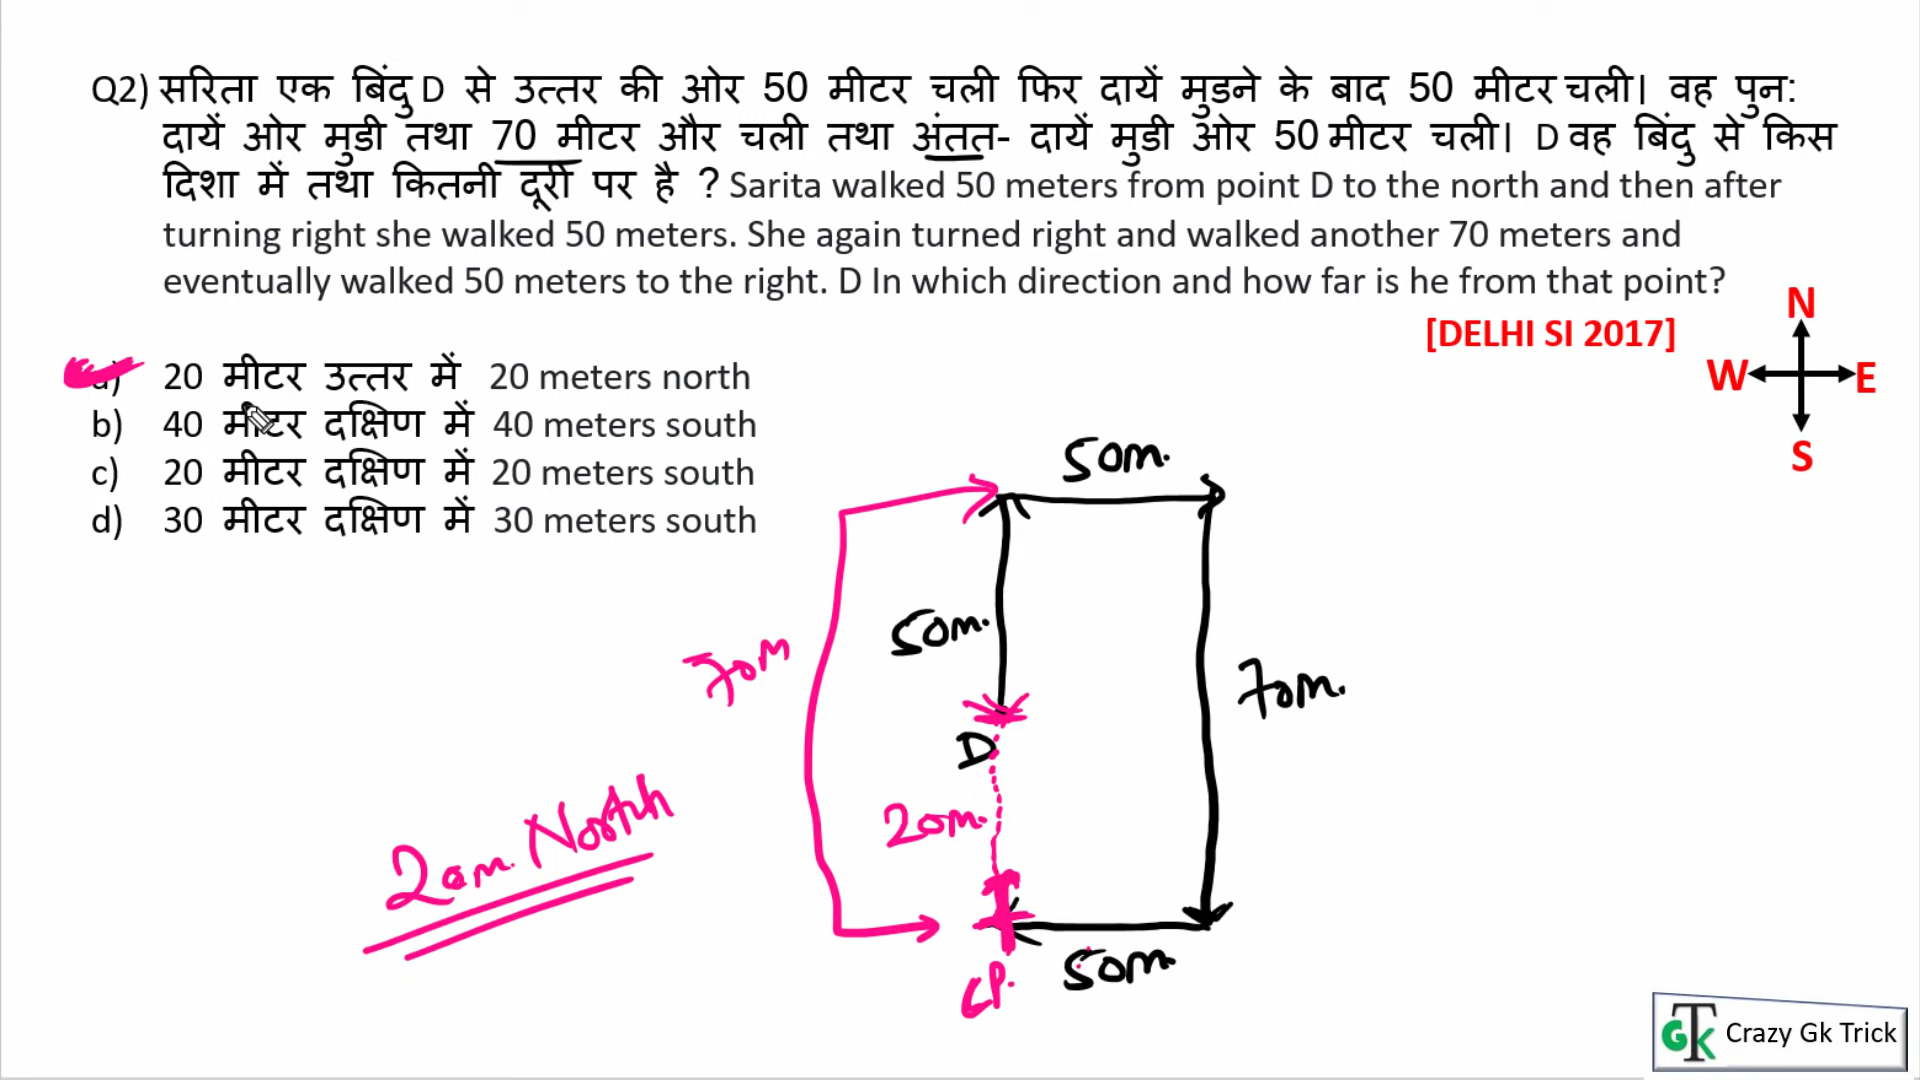 Q2) सरिता एक बिंदु D से उत्तर की ओर 50 मीटर चली फिर दायें मुडने के बाद 50 मीटर चली। वह पुन:
दायें ओर मुडी तथा 70 मीटर और चली तथा अंतत- दायें मुडी ओर 50 मीटर चली। D वह बिंदु से किस
दिशा में तथा कितनी दूरी पर है ? Sarita walked 50 meters from point D to the north and then after
turning right she walked 50 meters. She again turned right and walked another 70 meters and
eventually walked 50 meters to the right. D In which direction and how far is he from that point?
[DELHI SI 2017]
N
W E
S
a) 20 मीटर उत्तर में 20 meters north
b) 40 मीटर दक्षिण में 40 meters south
c) 20 मीटर दक्षिण में 20 meters south
d) 30 मीटर दक्षिण में 30 meters south
50m.
50m.
70m
70m.
D
20m.
20m. North
50m.
CP.
GTK Crazy Gk Trick